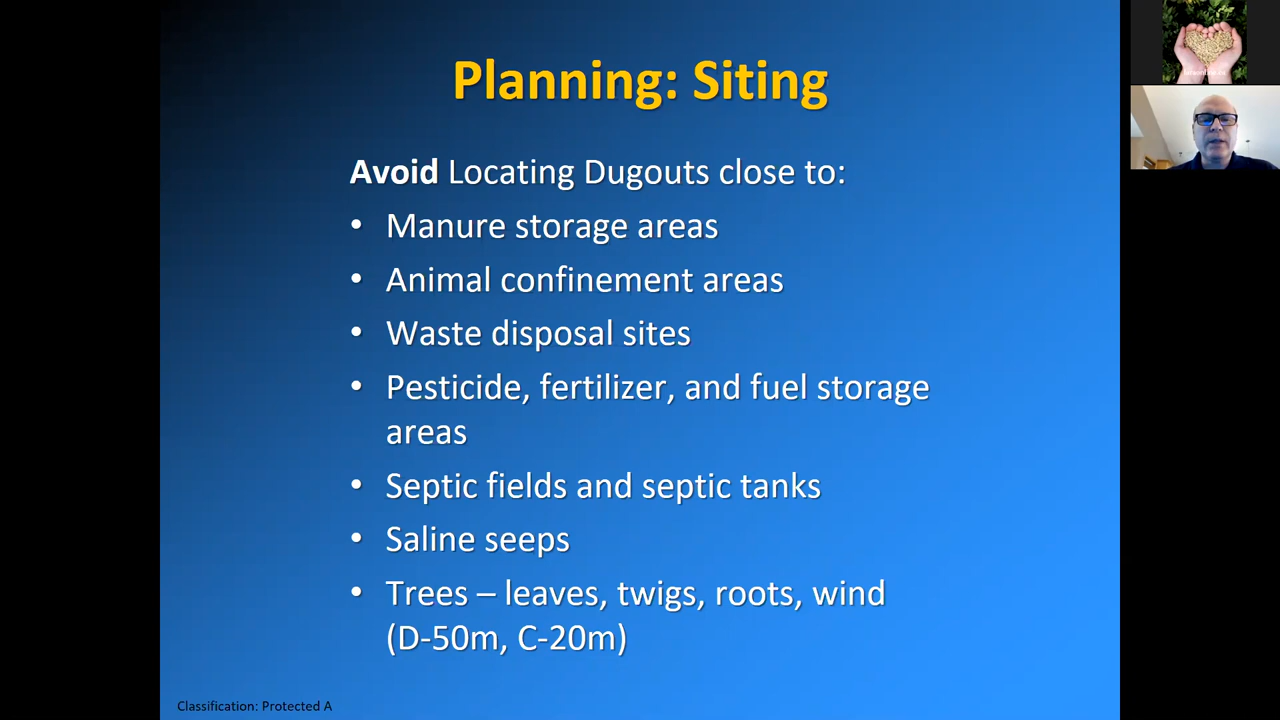 Planning: Siting
Avoid Locating Dugouts close to:
• Manure storage areas
• Animal confinement areas
• Waste disposal sites
• Pesticide, fertilizer, and fuel storage
areas
• Septic fields and septic tanks
• Saline seeps
• Trees – leaves, twigs, roots, wind
(D-50m, C-20m)
Classification: Protected A